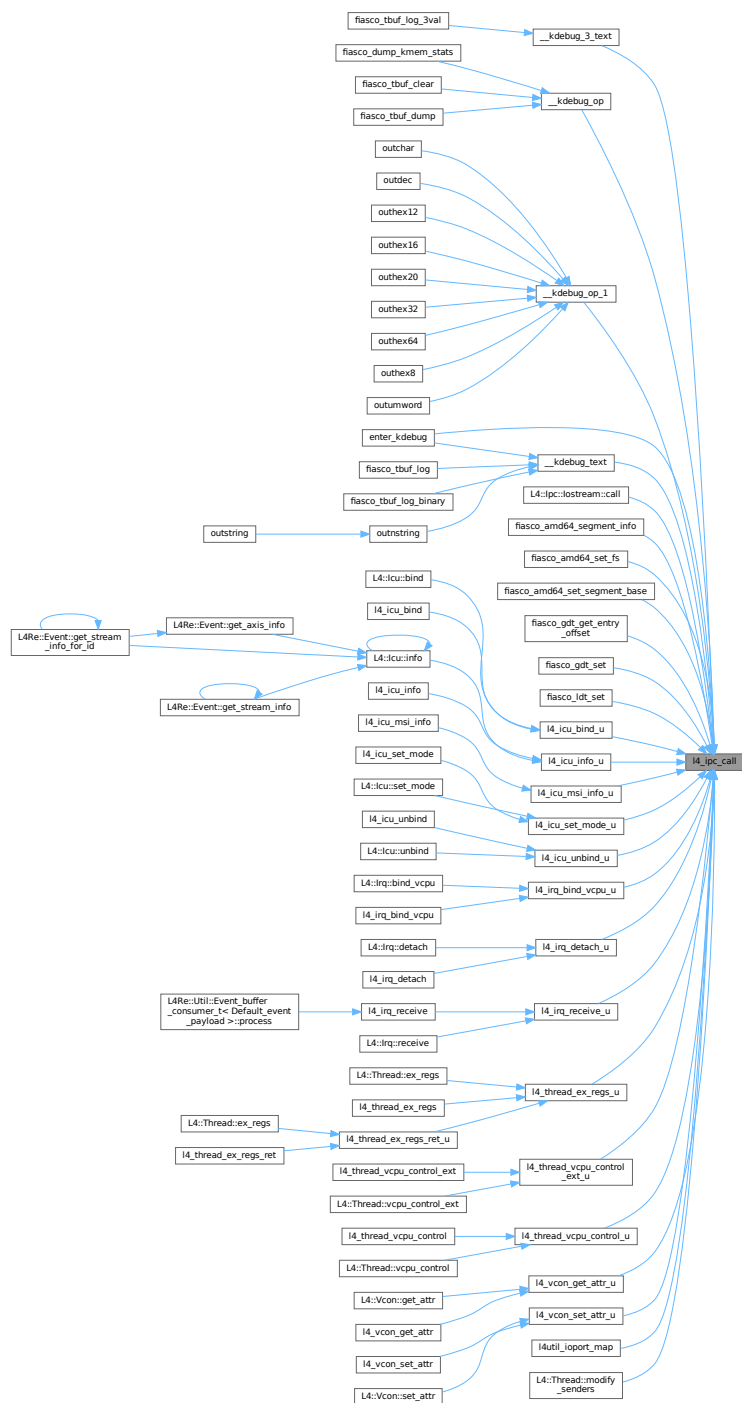 fiasco_tbuf_log_3val
__kdebug_3_text
fiasco_dump_kmem_stats
fiasco_tbuf_clear
__kdebug_op
fiasco_tbuf_dump
outchar
outdec
outhex12
outhex16
outhex20
__kdebug_op_1
outhex32
outhex64
outhex8
outumword
enter_kdebug
__kdebug_text
fiasco_tbuf_log
fiasco_tbuf_log_binary
L4::Ipc::Iostream::call
fiasco_amd64_segment_info
outstring
outnstring
fiasco_amd64_set_fs
L4::Icu::bind
fiasco_amd64_set_segment_base
l4_icu_bind
fiasco_gdt_get_entry
_offset
L4Re::Event::get_axis_info
L4Re::Event::get_stream
_info_for_id
L4::Icu::info
fiasco_gdt_set
l4_icu_info
fiasco_ldt_set
L4Re::Event::get_stream_info
l4_icu_msi_info
l4_icu_bind_u
l4_icu_set_mode
l4_icu_info_u
l4_ipc_call
L4::Icu::set_mode
l4_icu_msi_info_u
l4_icu_unbind
l4_icu_set_mode_u
L4::Icu::unbind
l4_icu_unbind_u
L4::Irq::bind_vcpu
l4_irq_bind_vcpu_u
l4_irq_bind_vcpu
L4::Irq::detach
l4_irq_detach_u
l4_irq_detach
L4Re::Util::Event_buffer
_consumer_t< Default_event
_payload >::process
l4_irq_receive
l4_irq_receive_u
L4::Irq::receive
L4::Thread::ex_regs
l4_thread_ex_regs_u
l4_thread_ex_regs
L4::Thread::ex_regs
l4_thread_ex_regs_ret_u
l4_thread_ex_regs_ret
l4_thread_vcpu_control_ext
l4_thread_vcpu_control
_ext_u
L4::Thread::vcpu_control_ext
l4_thread_vcpu_control
l4_thread_vcpu_control_u
L4::Thread::vcpu_control
l4_vcon_get_attr_u
L4::Vcon::get_attr
l4_vcon_set_attr_u
l4_vcon_get_attr
l4util_ioport_map
l4_vcon_set_attr
L4::Thread::modify
_senders
L4::Vcon::set_attr